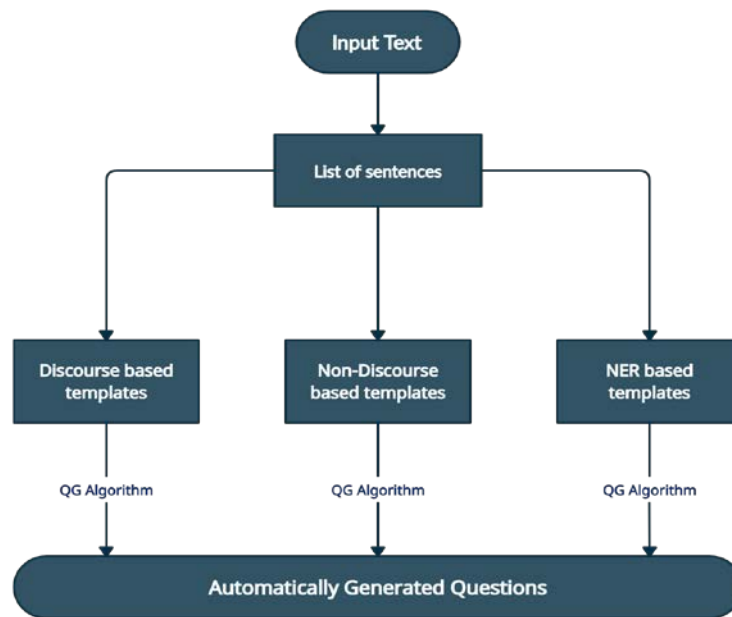 Input Text
List of sentences
Discourse based
templates
Non-Discourse
based templates
NER based
templates
QG Algorithm
QG Algorithm
QG Algorithm
Automatically Generated Questions